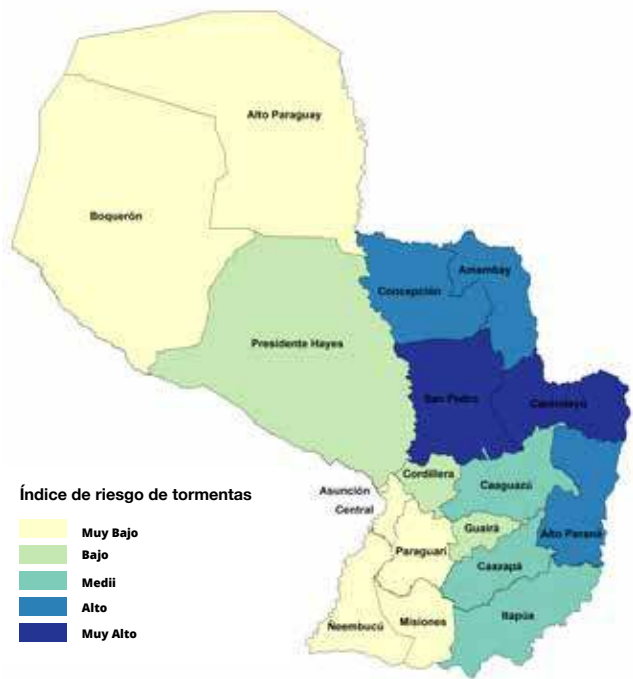 Alto Paraguay
Boquerón
Concepción
Amambay
Presidente Hayes
San Pedro
Canindeyú
Cordillera
Caaguazú
Asunción
Central
Guairá
Alto Paraná
Paraguarí
Caazapá
Ñeembucú
Misiones
Itapúa
Índice de riesgo de tormentas
Muy Bajo
Bajo
Medii
Alto
Muy Alto